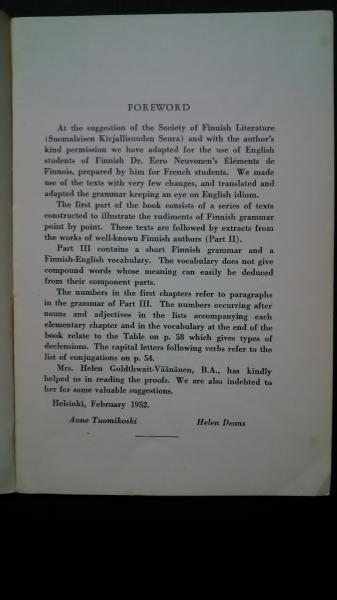 FOREWORD
At the suggestion of the Society of Finnish Literature
(Suomalaisen Kirjallisuuden Seura) and with the author's
kind permission we have adapted for the use of English
students of Finnish Dr. Eero Neuvonen's Éléments de
Finnois, prepared by him for French students. We made
use of the texts with very few changes, and translated and
adapted the grammar keeping an eye on English idiom.
The first part of the book consists of a series of texts
constructed to illustrate the rudiments of Finnish grammar
point by point. These texts are followed by extracts from
the works of well-known Finnish authors (Part II).
Part III contains a short Finnish grammar and a
Finnish-English vocabulary. The vocabulary does not give
compound words whose meaning can easily be deduced
from their component parts.
The numbers in the first chapters refer to paragraphs
in the grammar of Part III. The numbers occurring after
nouns and adjectives in the lists accompanying each
elementary chapter and in the vocabulary at the end of the
book relate to the Table on p. 58 which gives types of
declensions. The capital letters following verbs refer to the
list of conjugations on p. 54.
Mrs. Helen Goldthwait-Väänänen, B.A., has kindly
helped us in reading the proofs. We are also indebted to
her for some valuable suggestions.
Helsinki, February 1952.
Anne Tuomikoski Helen Deans